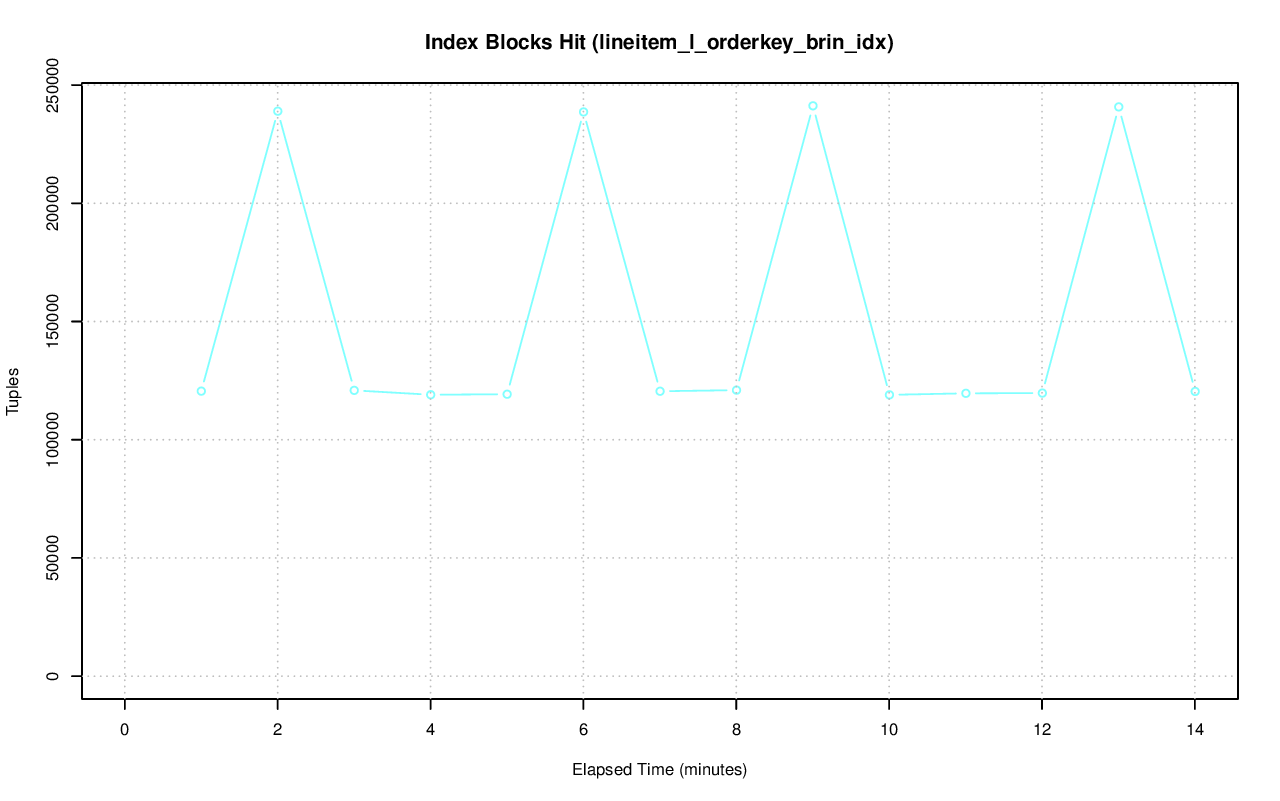 Index Blocks Hit (lineitem_l_orderkey_brin_idx)
Tuples
250000
200000
150000
100000
50000
0
0 2 4 6 8 10 12 14
Elapsed Time (minutes)